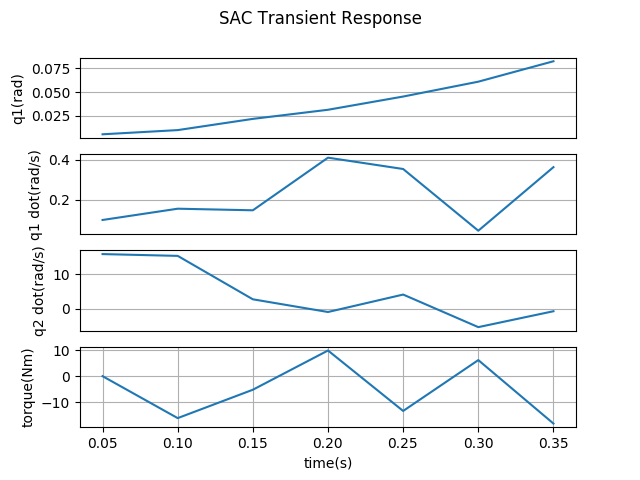 SAC Transient Response
q1(rad)
0.075
0.050
0.025
q1 dot(rad/s)
0.4
0.2
q2 dot(rad/s)
10
0
torque(Nm)
10
0
−10
0.05 0.10 0.15 0.20 0.25 0.30 0.35
time(s)